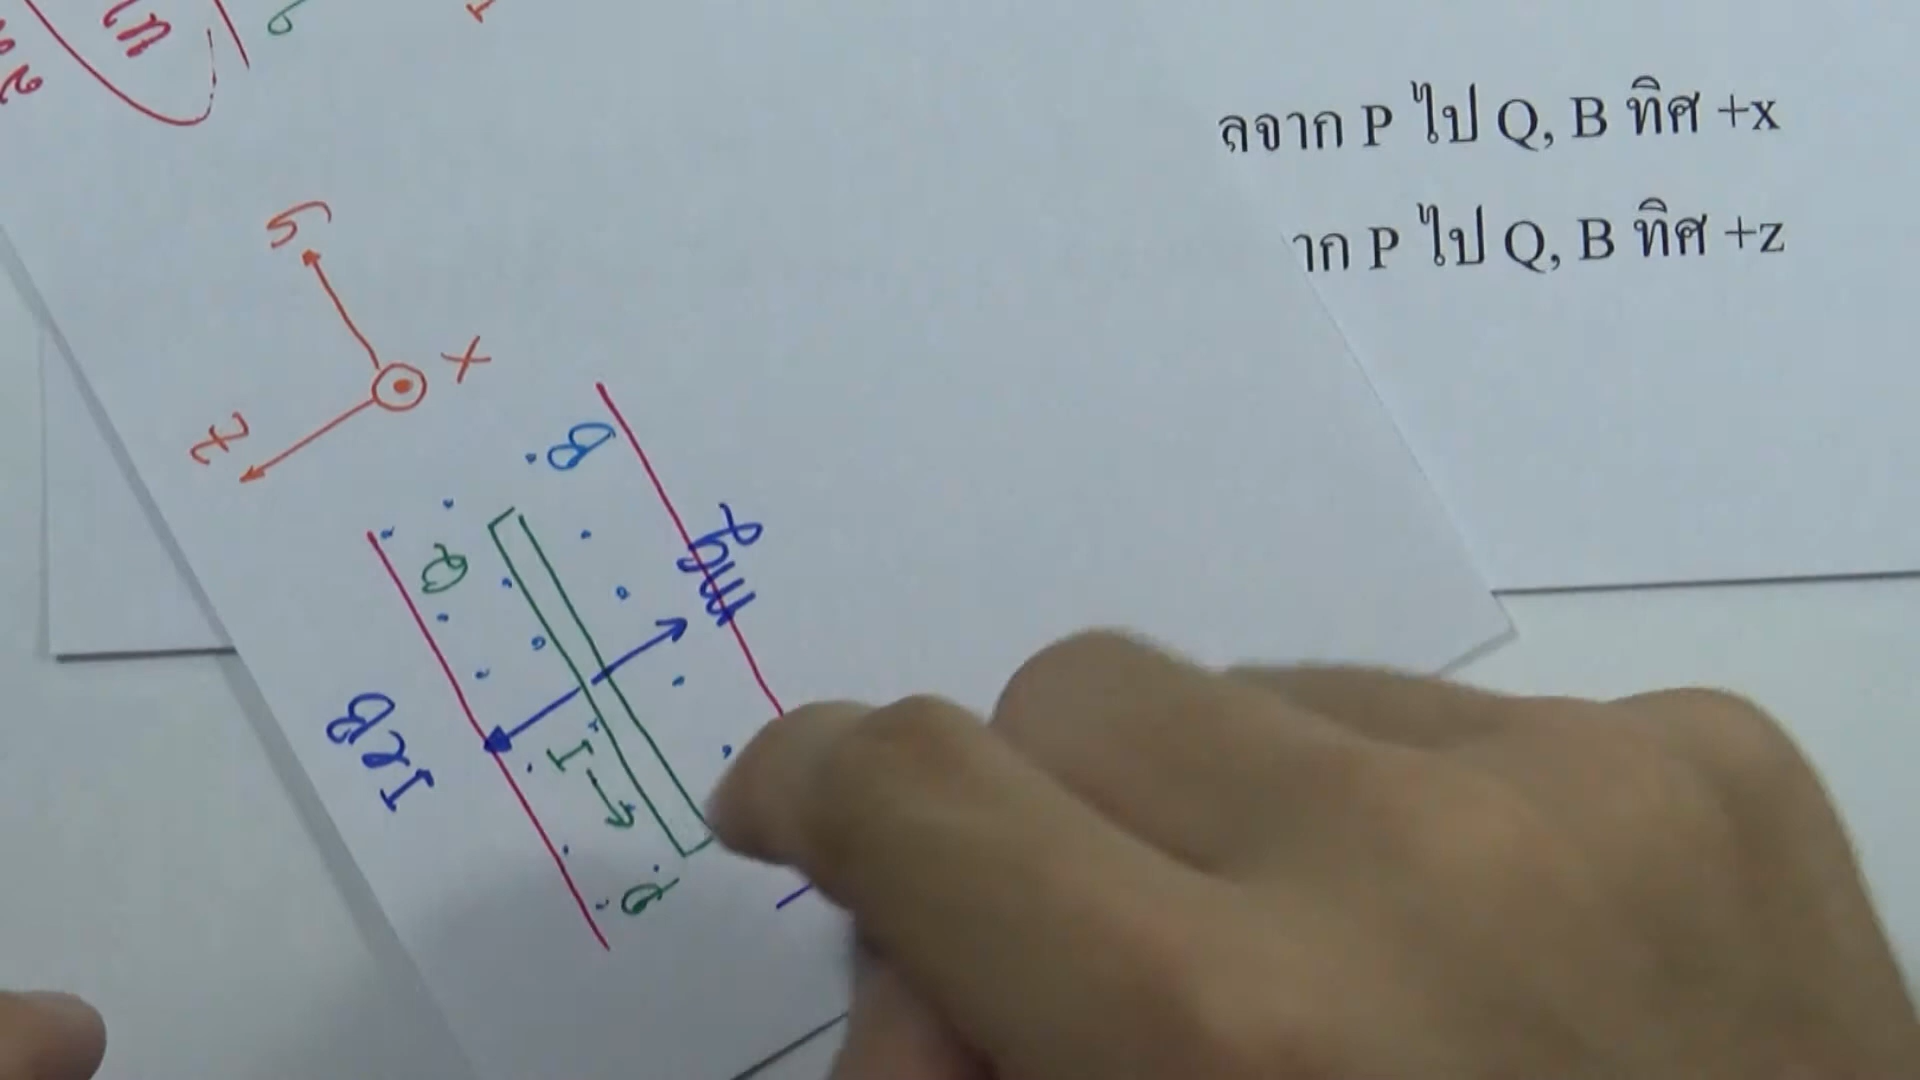 ลจาก P ไป Q, B ทิศ +x
าก P ไป Q, B ทิศ +z
y
x
z
B
P
mg
IℓB
I
Q